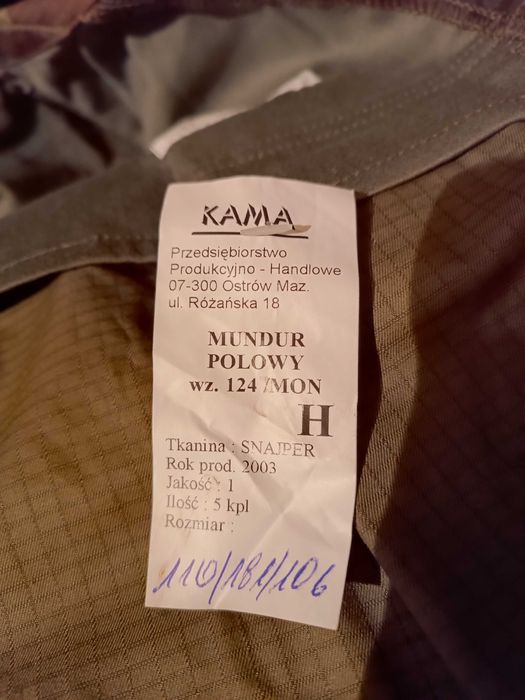 KAMA
Przedsiębiorstwo
Produkcyjno - Handlowe
07-300 Ostrów Maz.
ul. Różańska 18
MUNDUR
POLOWY
wz. 124 /MON
H
Tkanina : SNAJPER
Rok prod. 2003
Jakość : 1
Ilość : 5 kpl
Rozmiar :
110/181/106